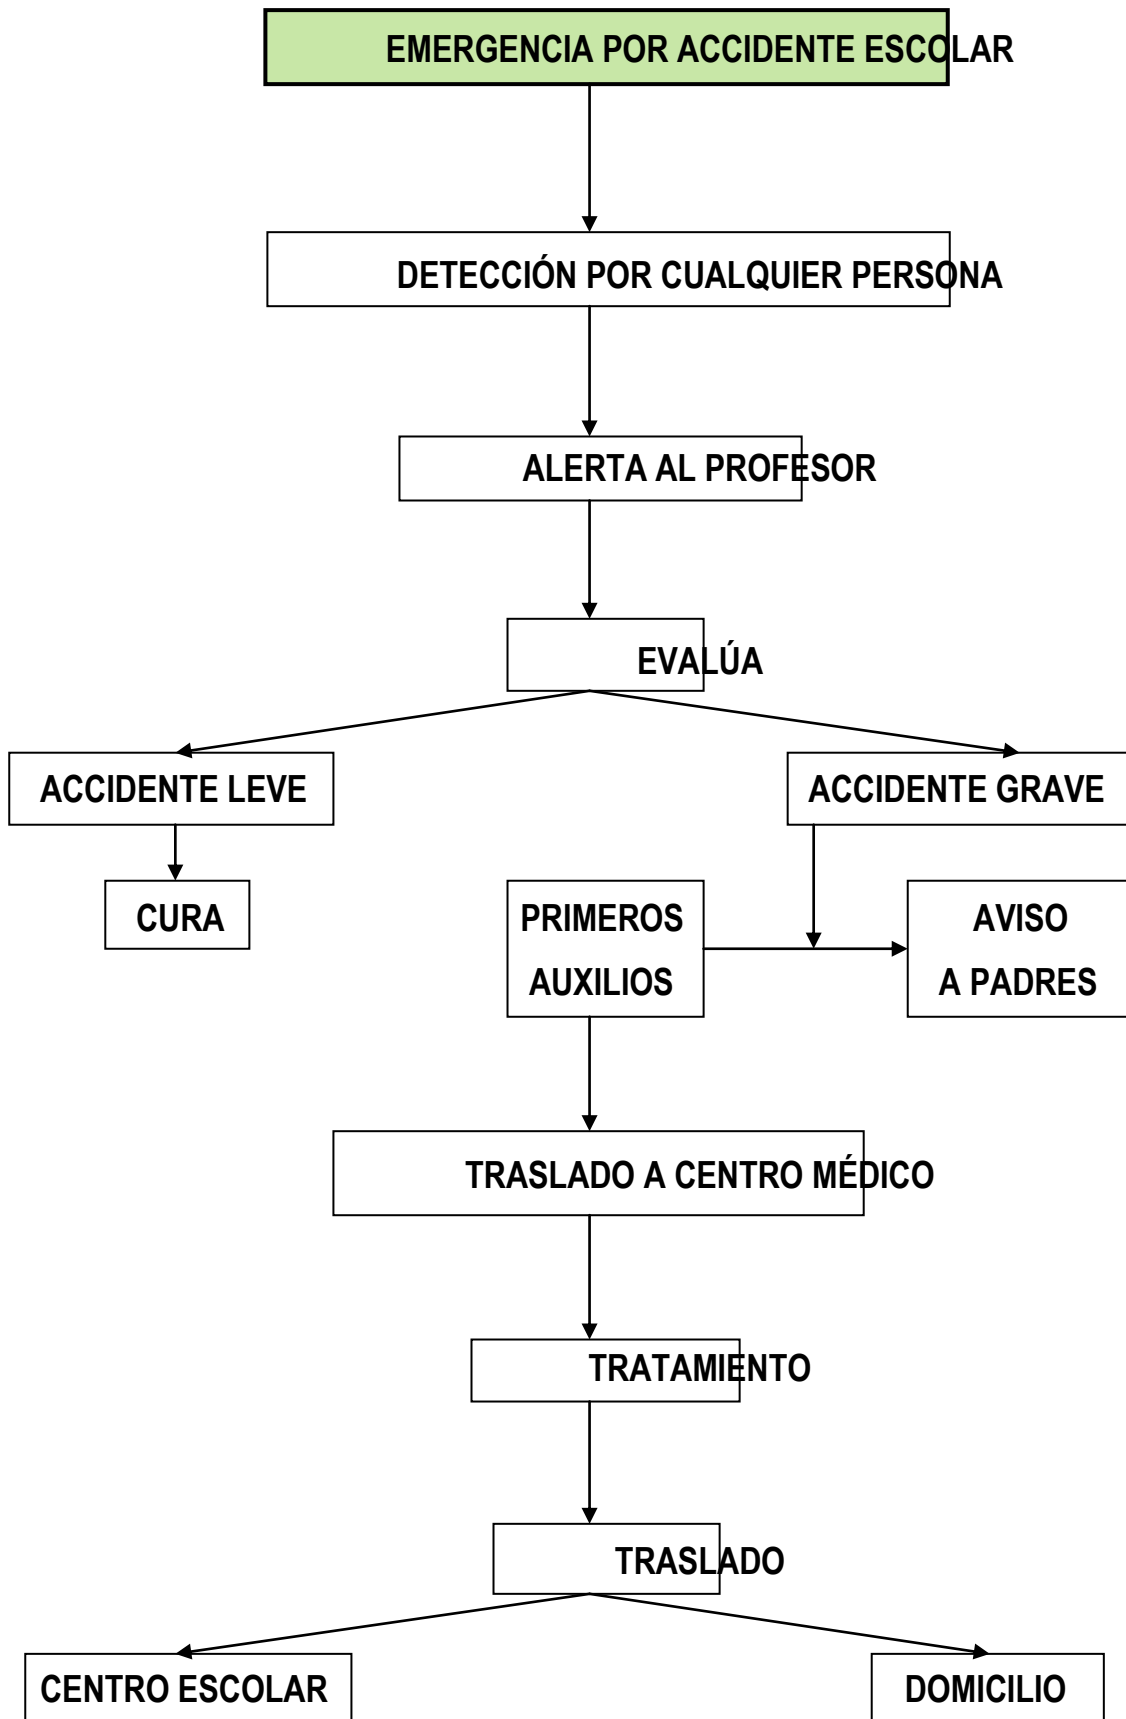 EMERGENCIA POR ACCIDENTE ESCOLAR
DETECCIÓN POR CUALQUIER PERSONA
ALERTA AL PROFESOR
EVALÚA
ACCIDENTE LEVE
ACCIDENTE GRAVE
CURA
PRIMEROS
AUXILIOS
AVISO
A PADRES
TRASLADO A CENTRO MÉDICO
TRATAMIENTO
TRASLADO
CENTRO ESCOLAR
DOMICILIO